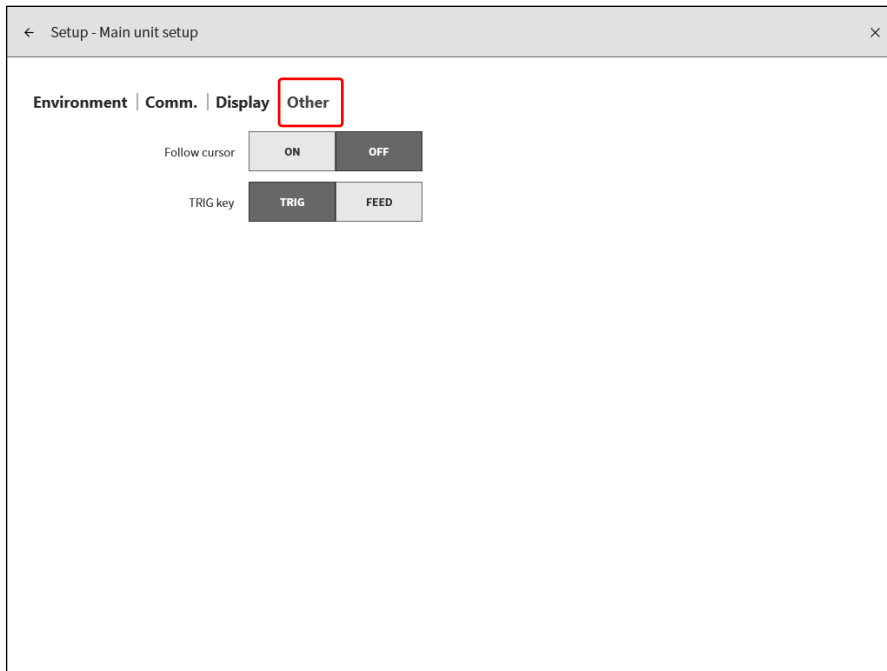 ← Setup - Main unit setup ×
Environment | Comm. | Display Other
Follow cursor ON OFF
TRIG key TRIG FEED